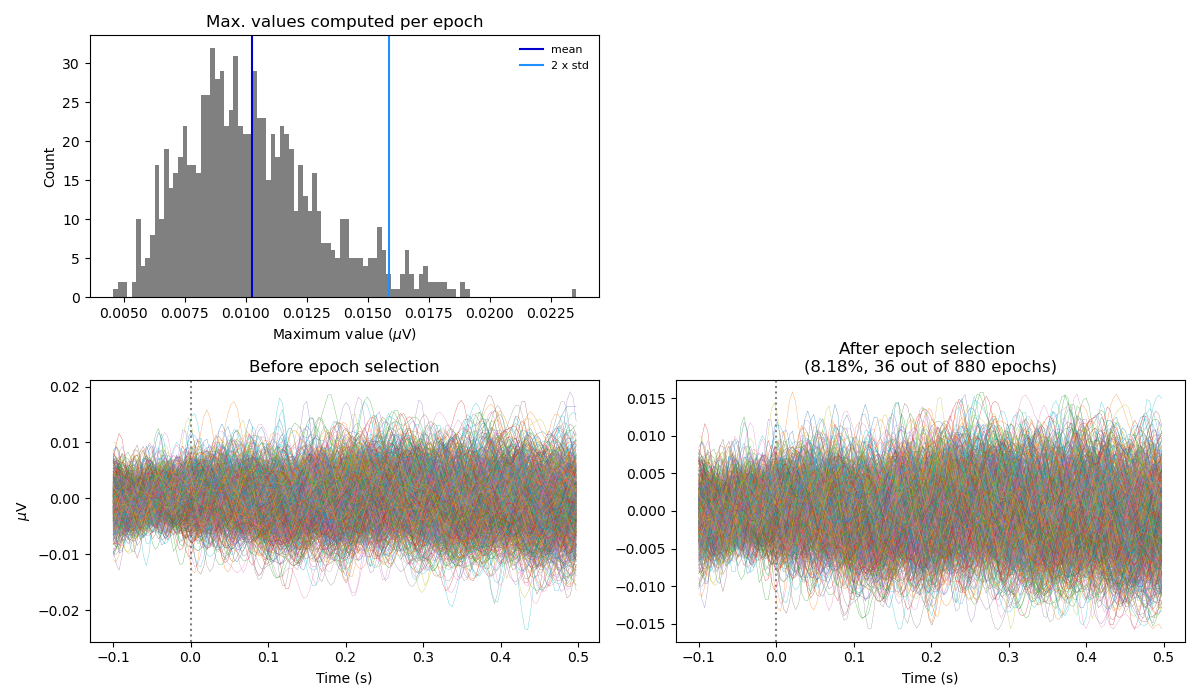 Max. values computed per epoch
Count
30
25
20
15
10
5
0
mean
2 x std
0.0050 0.0075 0.0100 0.0125 0.0150 0.0175 0.0200 0.0225
Maximum value (μV)
Before epoch selection
μV
0.02
0.01
0.00
−0.01
−0.02
−0.1 0.0 0.1 0.2 0.3 0.4 0.5
Time (s)
After epoch selection
(8.18%, 36 out of 880 epochs)
0.015
0.010
0.005
0.000
−0.005
−0.010
−0.015
−0.1 0.0 0.1 0.2 0.3 0.4 0.5
Time (s)